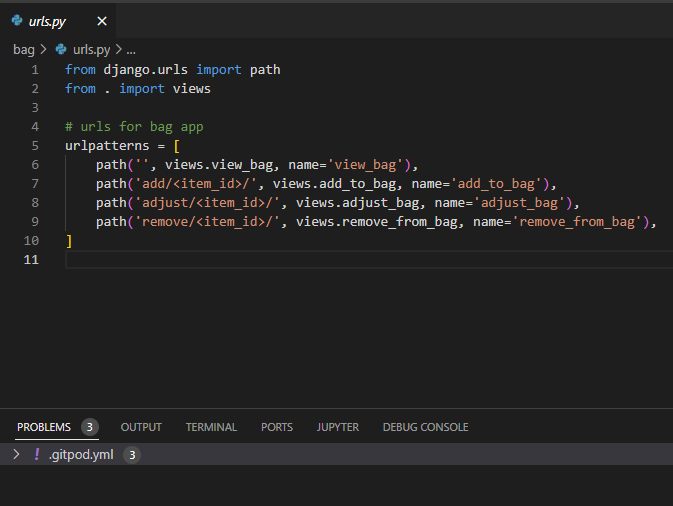 urls.py
bag > urls.py > ...
1 from django.urls import path
2 from . import views
3
4 # urls for bag app
5 urlpatterns = [
6     path('', views.view_bag, name='view_bag'),
7     path('add/<item_id>/', views.add_to_bag, name='add_to_bag'),
8     path('adjust/<item_id>/', views.adjust_bag, name='adjust_bag'),
9     path('remove/<item_id>/', views.remove_from_bag, name='remove_from_bag'),
10 ]
11
PROBLEMS 3 OUTPUT TERMINAL PORTS JUPYTER DEBUG CONSOLE
> ! .gitpod.yml 3